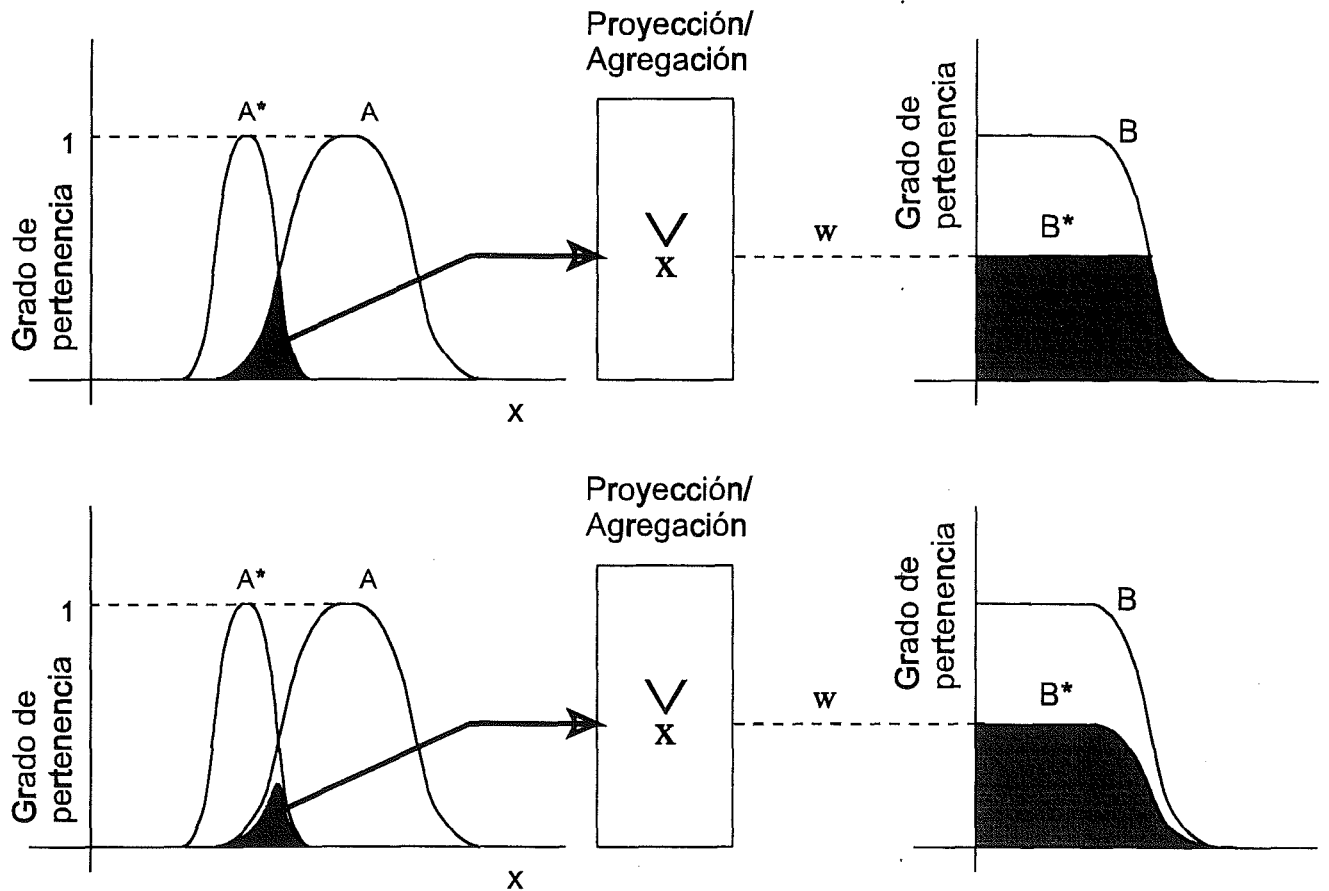 Proyección/
Agregación
Grado de
pertenencia
1
A*
A
x
V
x
w
Grado de
pertenencia
B
B*
Proyección/
Agregación
Grado de
pertenencia
1
A*
A
x
V
x
w
Grado de
pertenencia
B
B*